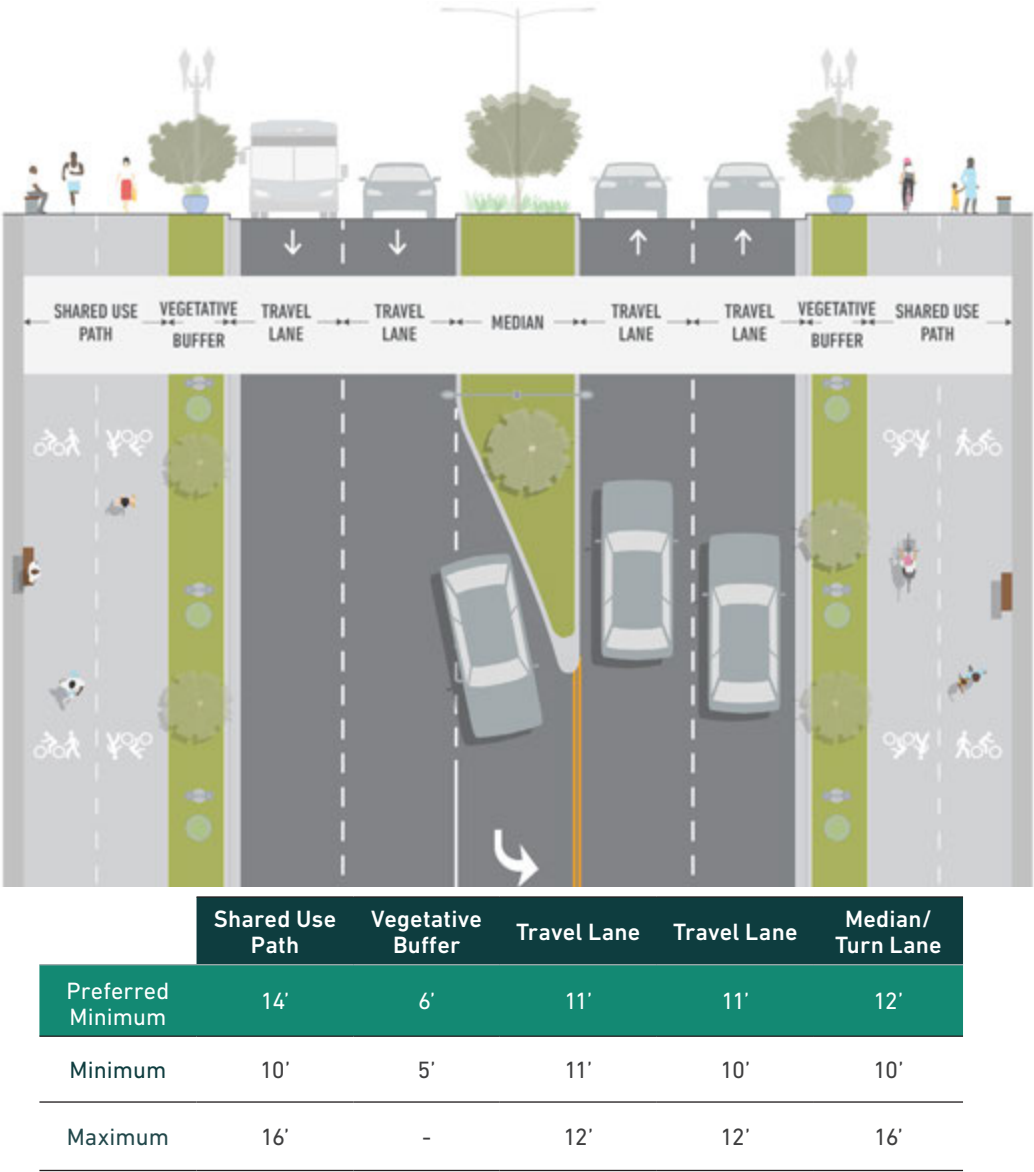 SHARED USE PATH
VEGETATIVE BUFFER
TRAVEL LANE
TRAVEL LANE
MEDIAN
TRAVEL LANE
TRAVEL LANE
VEGETATIVE BUFFER
SHARED USE PATH
Shared Use Path Vegetative Buffer Travel Lane Travel Lane Median/ Turn Lane
Preferred Minimum 14’ 6’ 11’ 11’ 12’
Minimum 10’ 5’ 11’ 10’ 10’
Maximum 16’ - 12’ 12’ 16’